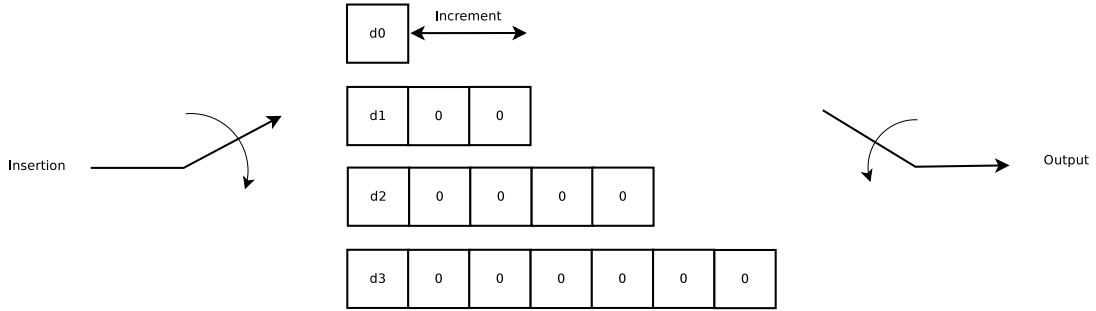 Increment
d0
d1 0 0
Insertion
Output
d2 0 0 0 0
d3 0 0 0 0 0 0